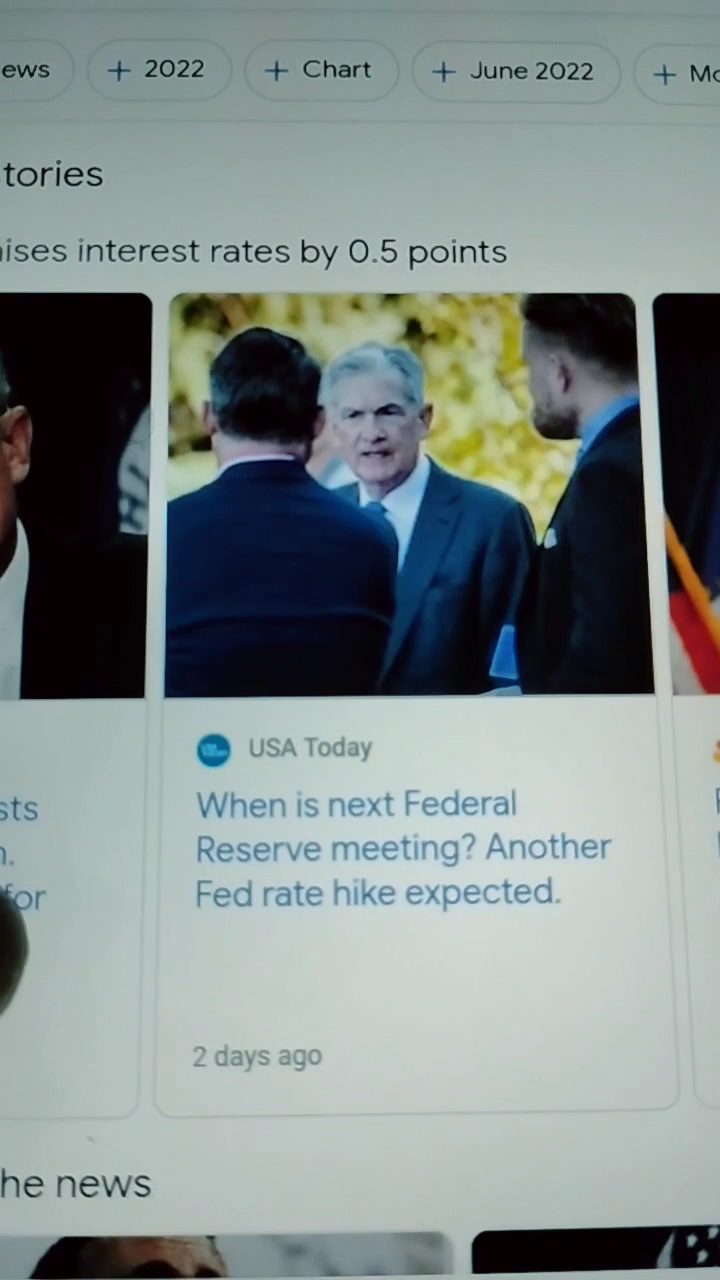 ews + 2022 + Chart + June 2022 + Mo
tories
ises interest rates by 0.5 points
USA Today
When is next Federal
Reserve meeting? Another
Fed rate hike expected.
sts
n.
for
2 days ago
he news